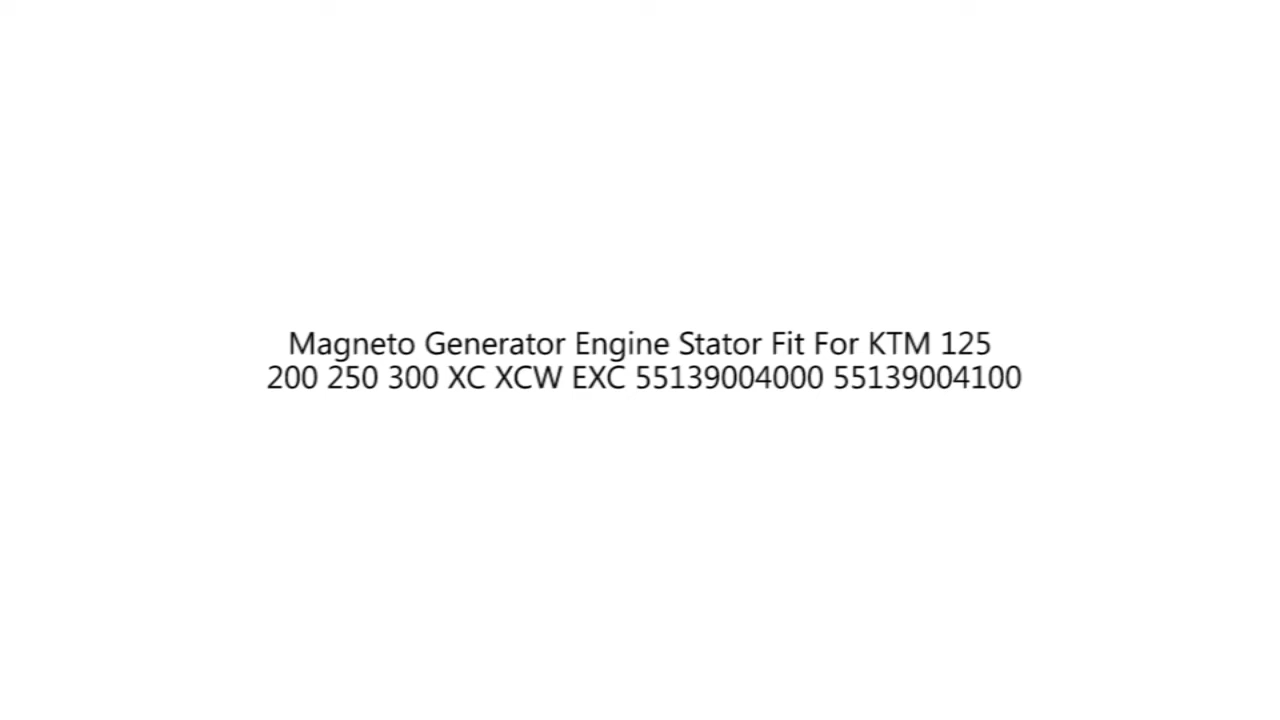 Magneto Generator Engine Stator Fit For KTM 125
200 250 300 XC XCW EXC 55139004000 55139004100